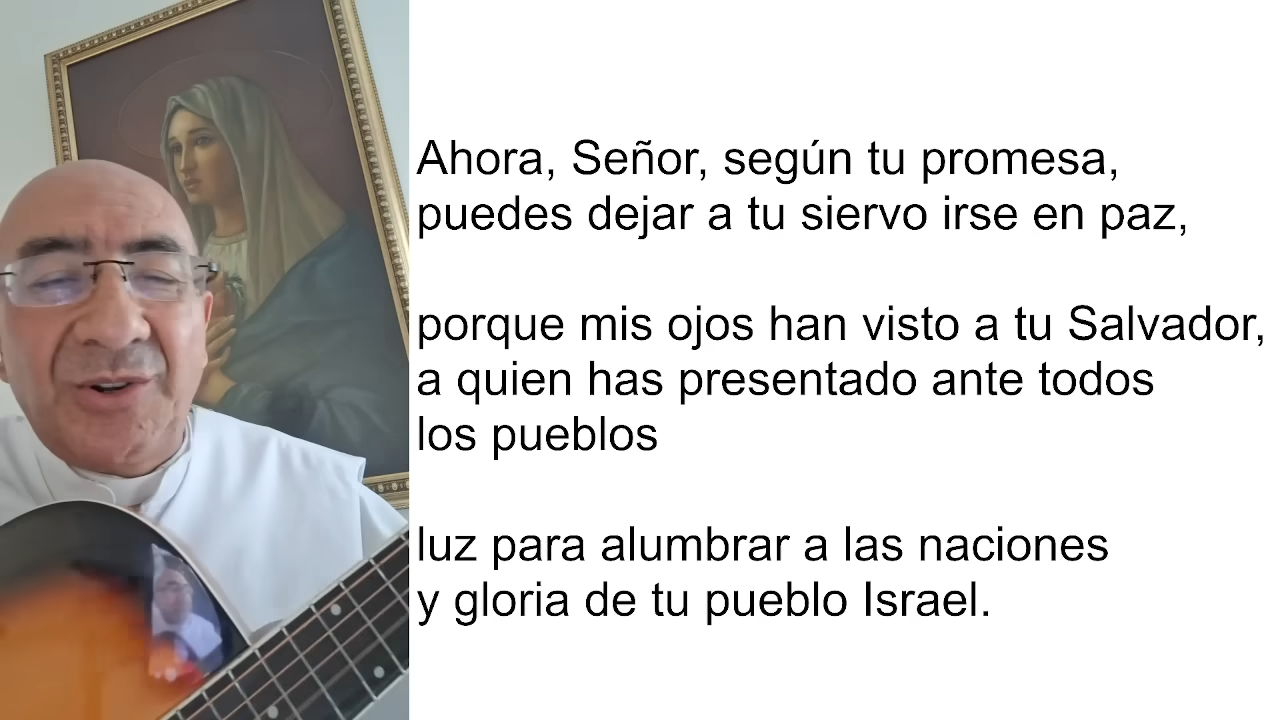 Ahora, Señor, según tu promesa,
puedes dejar a tu siervo irse en paz,
porque mis ojos han visto a tu Salvador,
a quien has presentado ante todos
los pueblos
luz para alumbrar a las naciones
y gloria de tu pueblo Israel.